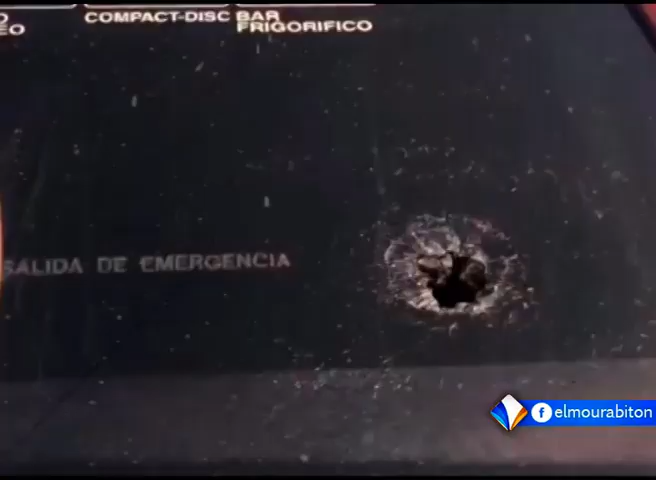 COMPACT-DISC BAR
FRIGORIFICO
SALIDA DE EMERGENCIA
elmourabiton